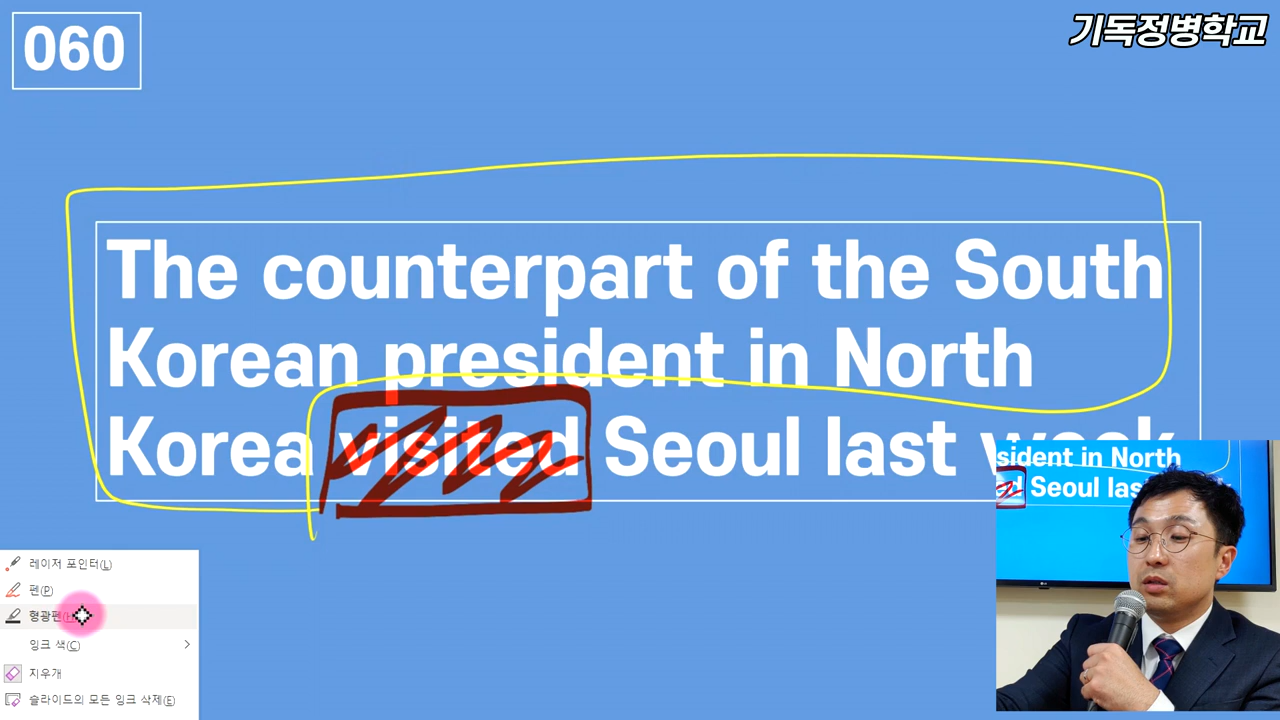 060
기독정병학교
The counterpart of the South
Korean president in North
Korea visited Seoul last week
sident in North
Seoul las
레이저 포인터(L)
펜(P)
형광펜(H)
잉크 색(C)
지우개
슬라이드의 모든 잉크 삭제(E)
LG